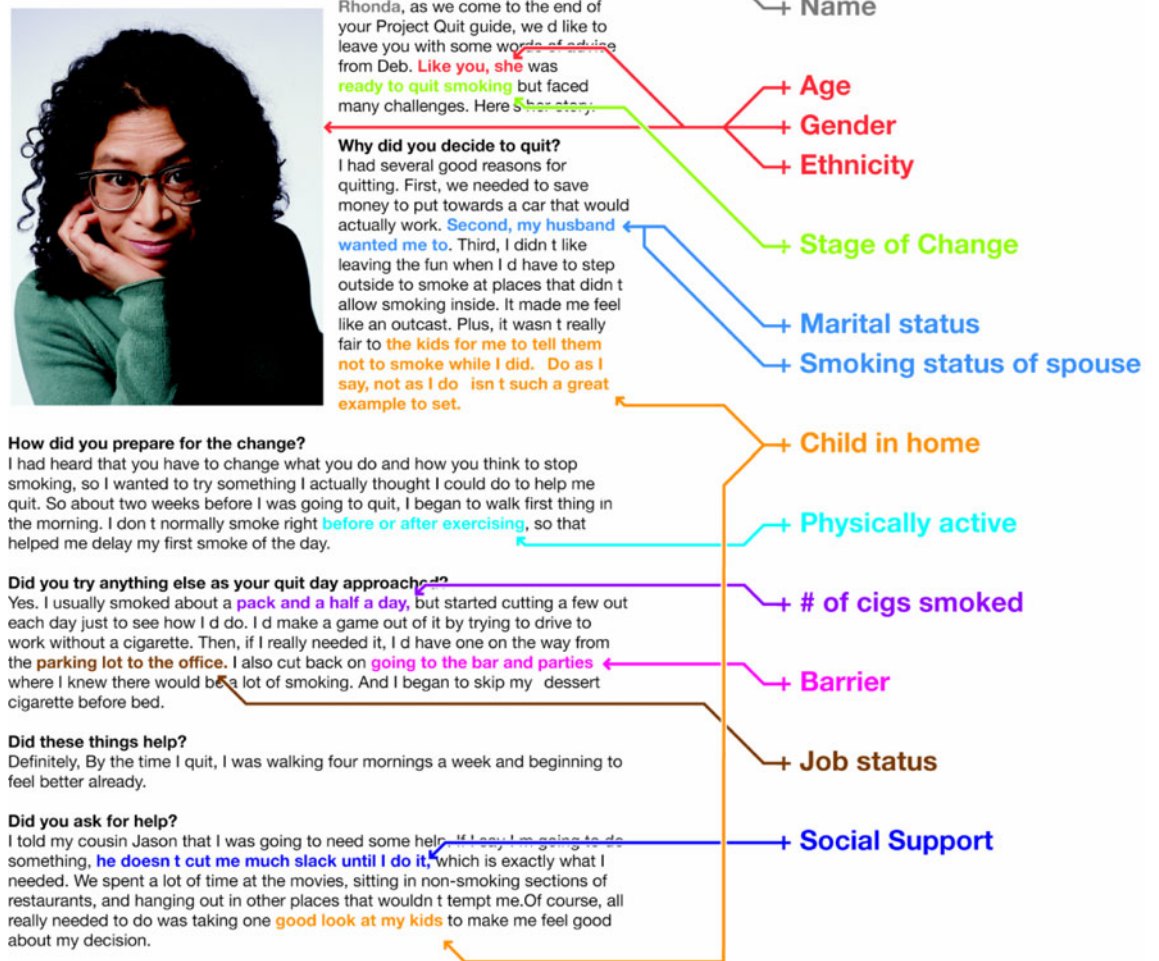 Rhonda, as we come to the end of
your Project Quit guide, we d like to
leave you with some words of advise
from Deb. Like you, she was
ready to quit smoking but faced
many challenges. Here s her story.
Why did you decide to quit?
I had several good reasons for
quitting. First, we needed to save
money to put towards a car that would
actually work. Second, my husband
wanted me to. Third, I didn t like
leaving the fun when I d have to step
outside to smoke at places that didn t
allow smoking inside. It made me feel
like an outcast. Plus, it wasn t really
fair to the kids for me to tell them
not to smoke while I did. Do as I
say, not as I do isn t such a great
example to set.
How did you prepare for the change?
I had heard that you have to change what you do and how you think to stop
smoking, so I wanted to try something I actually thought I could do to help me
quit. So about two weeks before I was going to quit, I began to walk first thing in
the morning. I don t normally smoke right before or after exercising, so that
helped me delay my first smoke of the day.
Did you try anything else as your quit day approached?
Yes. I usually smoked about a pack and a half a day, but started cutting a few out
each day just to see how I d do. I d make a game out of it by trying to drive to
work without a cigarette. Then, if I really needed it, I d have one on the way from
the parking lot to the office. I also cut back on going to the bar and parties
where I knew there would be a lot of smoking. And I began to skip my dessert
cigarette before bed.
Did these things help?
Definitely, By the time I quit, I was walking four mornings a week and beginning to
feel better already.
Did you ask for help?
I told my cousin Jason that I was going to need some help. If I say I m going to do
something, he doesn t cut me much slack until I do it, which is exactly what I
needed. We spent a lot of time at the movies, sitting in non-smoking sections of
restaurants, and hanging out in other places that wouldn t tempt me.Of course, all
really needed to do was taking one good look at my kids to make me feel good
about my decision.
Name
Age
Gender
Ethnicity
Stage of Change
Marital status
Smoking status of spouse
Child in home
Physically active
# of cigs smoked
Barrier
Job status
Social Support